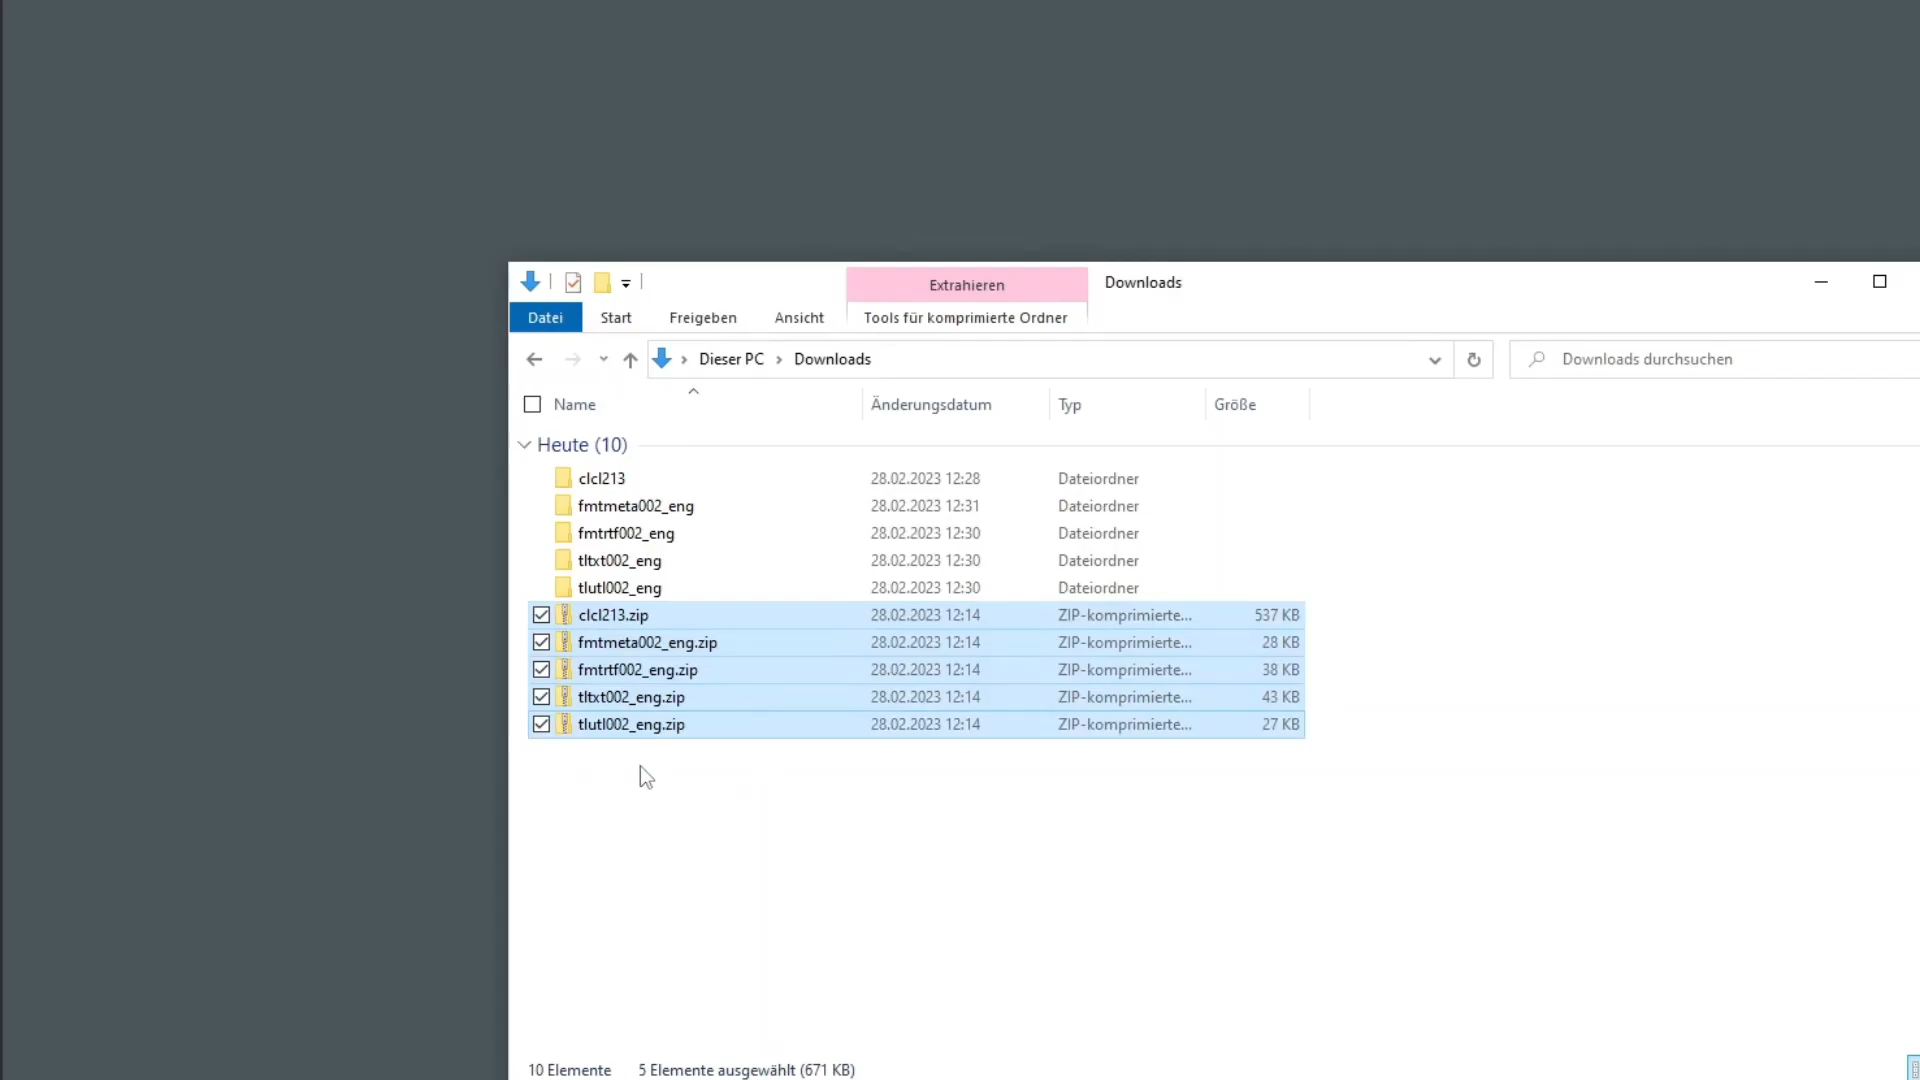 Extrahieren Downloads
Datei Start Freigeben Ansicht Tools für komprimierte Ordner
Dieser PC Downloads Downloads durchsuchen
Name Änderungsdatum Typ Größe
Heute (10)
clcl213 28.02.2023 12:28 Dateiordner
fmtmeta002_eng 28.02.2023 12:31 Dateiordner
fmtrtf002_eng 28.02.2023 12:30 Dateiordner
tltxt002_eng 28.02.2023 12:30 Dateiordner
tlutl002_eng 28.02.2023 12:30 Dateiordner
clcl213.zip 28.02.2023 12:14 ZIP-komprimierte... 537 KB
fmtmeta002_eng.zip 28.02.2023 12:14 ZIP-komprimierte... 28 KB
fmtrtf002_eng.zip 28.02.2023 12:14 ZIP-komprimierte... 38 KB
tltxt002_eng.zip 28.02.2023 12:14 ZIP-komprimierte... 43 KB
tlutl002_eng.zip 28.02.2023 12:14 ZIP-komprimierte... 27 KB
10 Elemente 5 Elemente ausgewählt (671 KB)